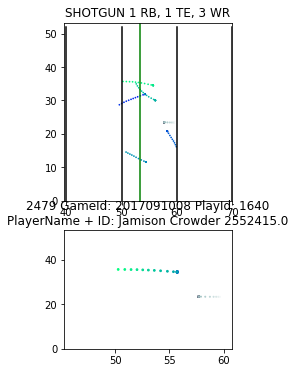 SHOTGUN 1 RB, 1 TE, 3 WR
50
40
30
20
10
0
40 50 60 70
2479 GameId: 2017091008 PlayId: 1640
PlayerName + ID: Jamison Crowder 2552415.0
40
20
0
50 55 60